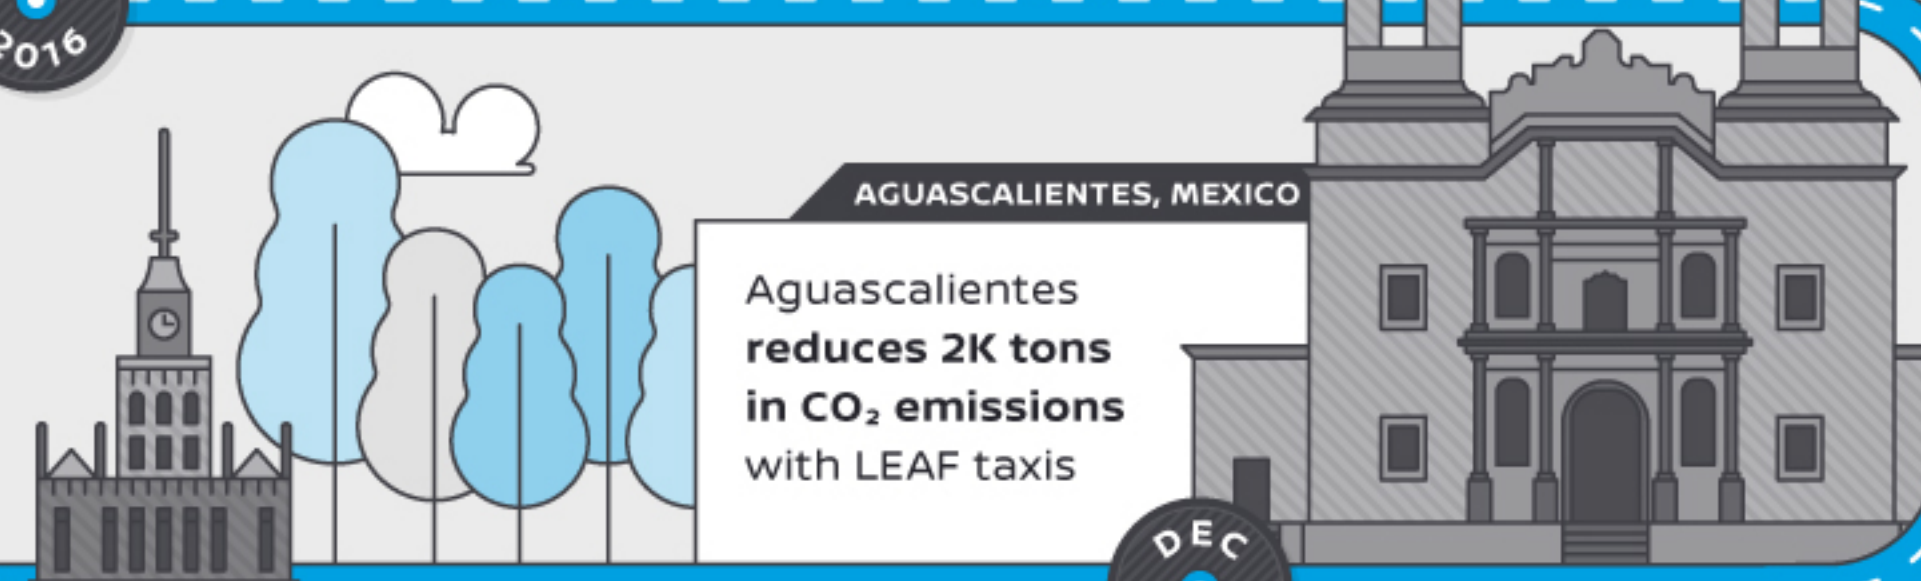 2016
AGUASCALIENTES, MEXICO
Aguascalientes
reduces 2K tons
in CO₂ emissions
with LEAF taxis
DEC